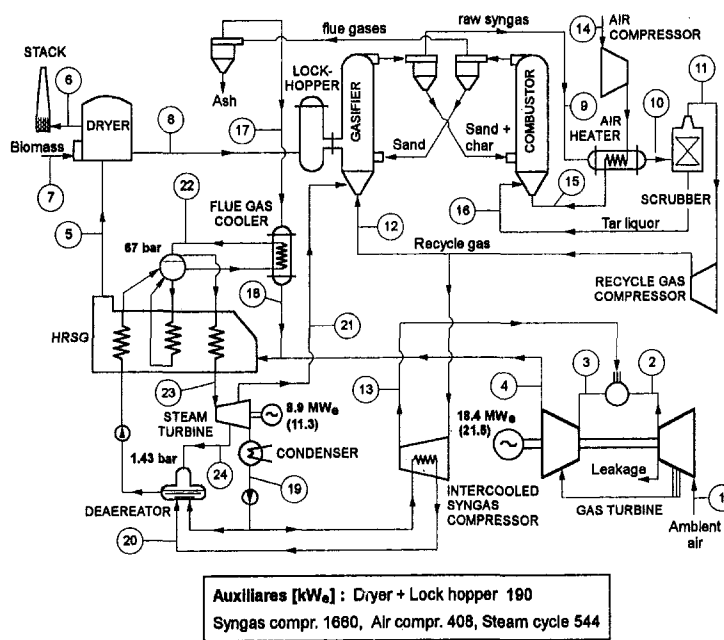 flue gases
raw syngas
14
AIR
COMPRESSOR
11
STACK
LOCK-
HOPPER
6
Ash
GASIFIER
COMBUSTOR
DRYER
17
9
AIR
HEATER
10
8
Biomass
Sand
Sand +
char
7
22
15
SCRUBBER
FLUE GAS
COOLER
16
12
Tar liquor
5
67 bar
Recycle gas
18
RECYCLE GAS
COMPRESSOR
21
HRSG
13
4
3
2
23
STEAM
TURBINE
8.9 MWe
(11.3)
18.4 MWe
(21.5)
1.43 bar
CONDENSER
24
Leakage
19
INTERCOOLED
SYNGAS
COMPRESSOR
GAS TURBINE
1
DEAEREATOR
Ambient
air
20
Auxiliares [kWe] : Dryer + Lock hopper 190
Syngas compr. 1660, Air compr. 408, Steam cycle 544